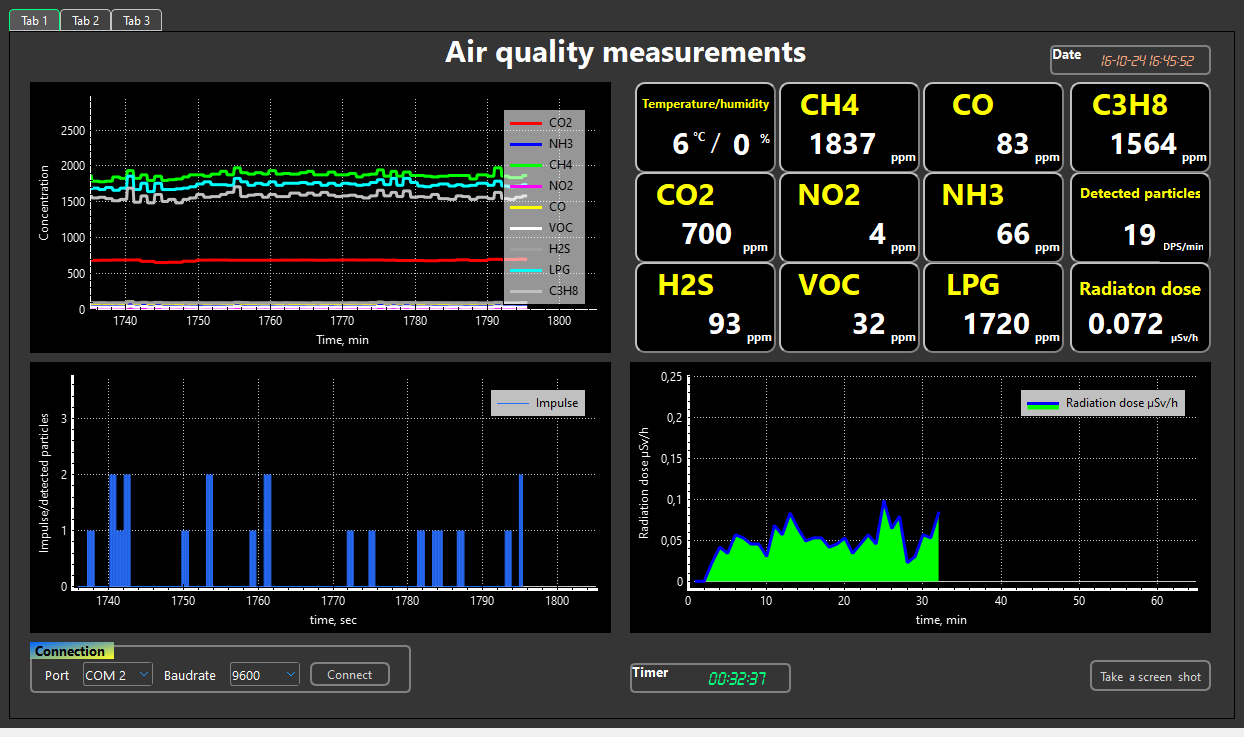 Tab 1 Tab 2 Tab 3
Air quality measurements
Date 16-10-24 16:45:52
Concentration
2500
2000
1500
1000
500
0
1740 1750 1760 1770 1780 1790 1800
Time, min
CO2
NH3
CH4
NO2
CO
VOC
H2S
LPG
C3H8
Temperature/humidity
6 °C / 0 %
CH4
1837 ppm
CO
83 ppm
C3H8
1564 ppm
CO2
700 ppm
NO2
4 ppm
NH3
66 ppm
Detected particles
19 DPS/min
H2S
93 ppm
VOC
32 ppm
LPG
1720 ppm
Radiaton dose
0.072 µSv/h
Impulse/detected particles
3
2
1
0
1740 1750 1760 1770 1780 1790 1800
time, sec
Impulse
Radiation dose µSv/h
0,25
0,2
0,15
0,1
0,05
0
0 10 20 30 40 50 60
time, min
Radiation dose µSv/h
Connection
Port COM 2 Baudrate 9600 Connect
Timer 00:32:37
Take a screen shot